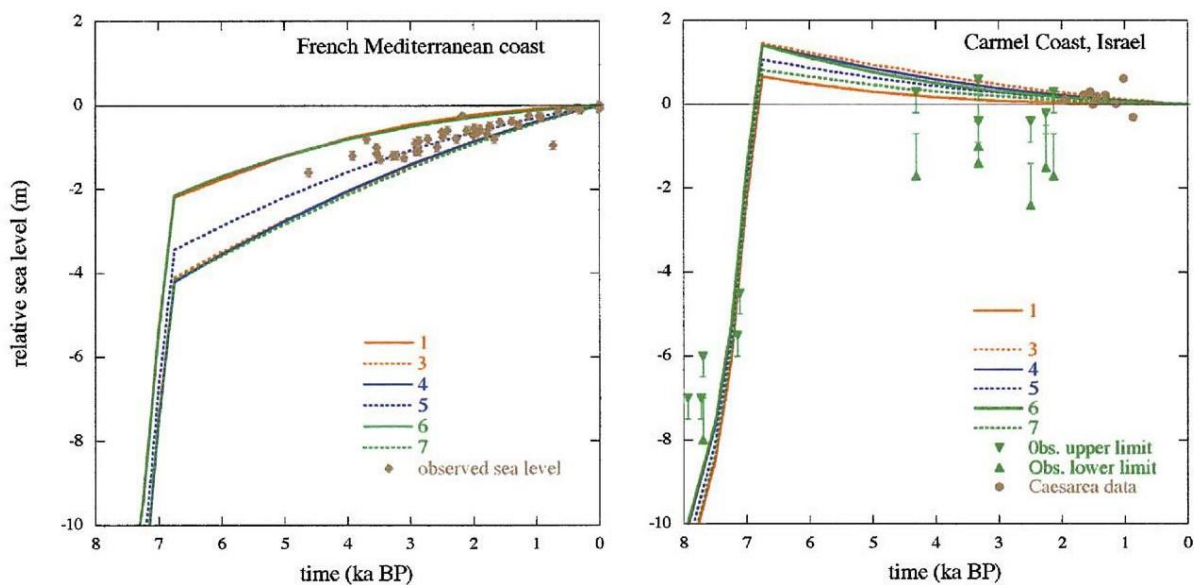 French Mediterranean coast
relative sea level (m)
2
0
-2
-4
-6
-8
-10
1
3
4
5
6
7
observed sea level
8 7 6 5 4 3 2 1 0
time (ka BP)
Carmel Coast, Israel
2
0
-2
-4
-6
-8
-10
1
3
4
5
6
7
Obs. upper limit
Obs. lower limit
Caesarea data
8 7 6 5 4 3 2 1 0
time (ka BP)